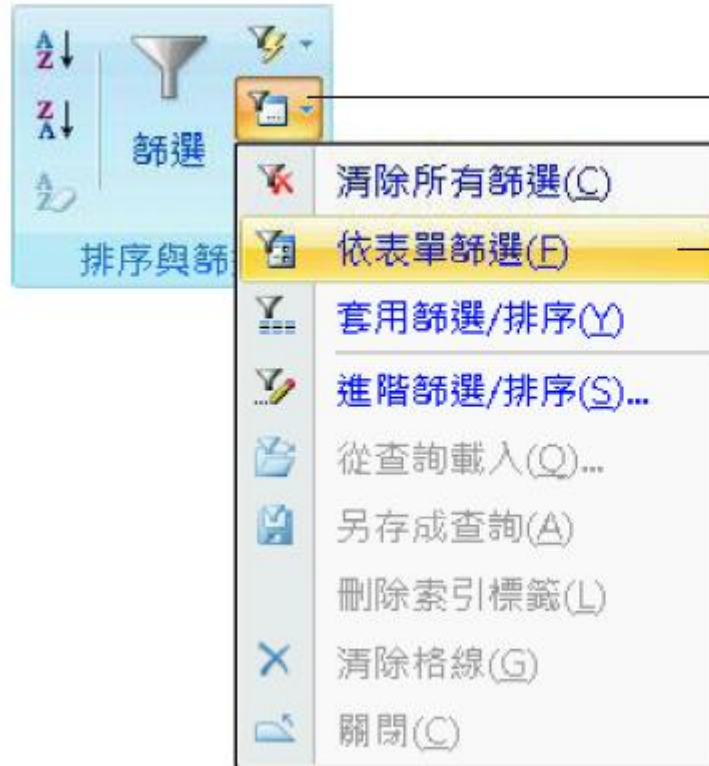 篩選
排序與篩
清除所有篩選(C)
依表單篩選(F)
套用篩選/排序(Y)
進階篩選/排序(S)...
從查詢載入(Q)...
另存成查詢(A)
刪除索引標籤(L)
清除格線(G)
關閉(C)